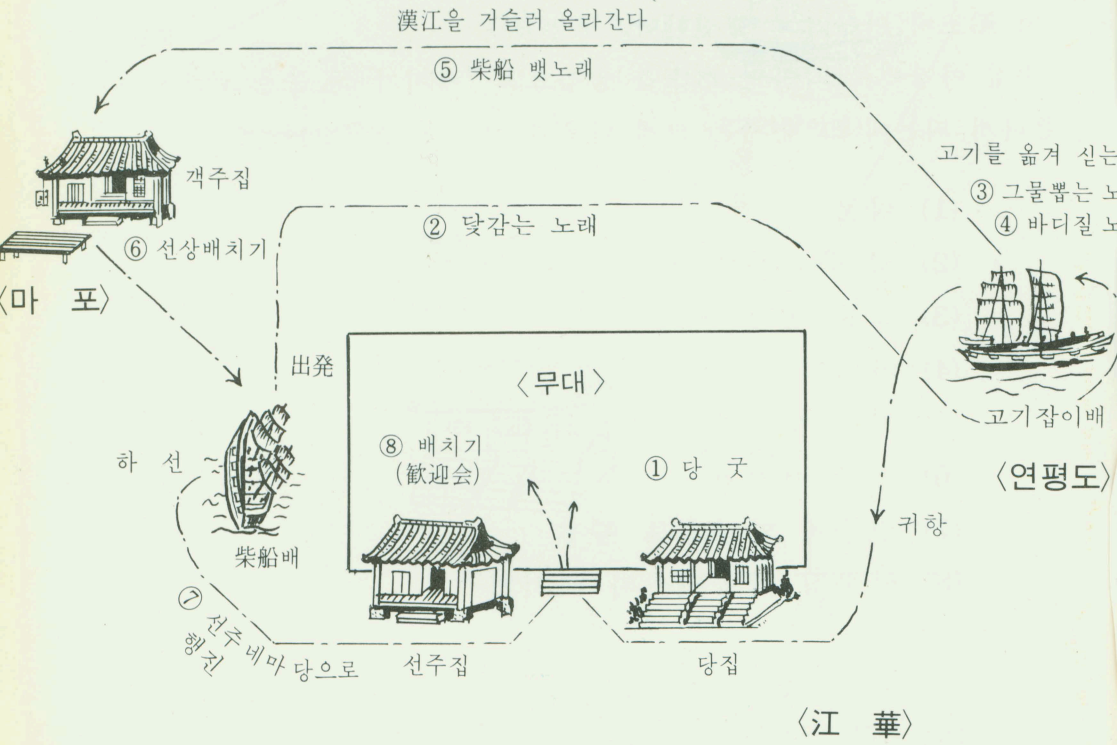 漢江을 거슬러 올라간다
⑤ 柴船 뱃노래
고기를 옮겨 싣는
③ 그물뽑는 노
④ 바디질 노
객주집
② 닻감는 노래
⑥ 선상배치기
〈마 포〉
出発
〈무대〉
고기잡이배
⑧ 배치기
(歓迎会)
① 당 굿
하 선
〈연평도〉
귀항
柴船배
⑦ 선주네마당으로
행진
선주집
당집
〈江 華〉